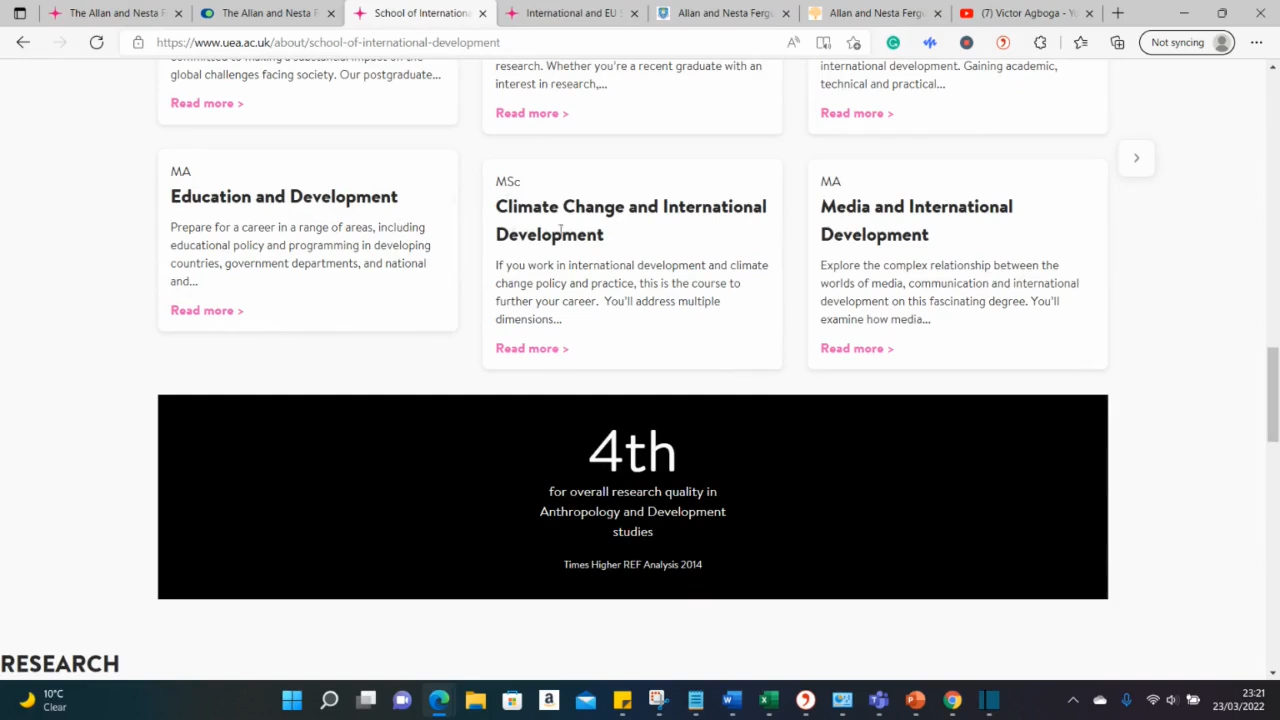 The Allan and Nesta F
The Allan and Nesta F
School of Internationa
International and EU S
Allan and Nesta Fergu
Allan and Nesta Fergu
(7) Victor Agboga - Yo
https://www.uea.ac.uk/about/school-of-international-development
Not syncing
global challenges facing society. Our postgraduate...
Read more >
research. Whether you're a recent graduate with an
interest in research,...
Read more >
international development. Gaining academic,
technical and practical...
Read more >
MA
Education and Development
Prepare for a career in a range of areas, including
educational policy and programming in developing
countries, government departments, and national
and...
Read more >
MSc
Climate Change and International
Development
If you work in international development and climate
change policy and practice, this is the course to
further your career. You'll address multiple
dimensions...
Read more >
MA
Media and International
Development
Explore the complex relationship between the
worlds of media, communication and international
development on this fascinating degree. You'll
examine how media...
Read more >
4th
for overall research quality in
Anthropology and Development
studies
Times Higher REF Analysis 2014
RESEARCH
10°C
Clear
23:21
23/03/2022